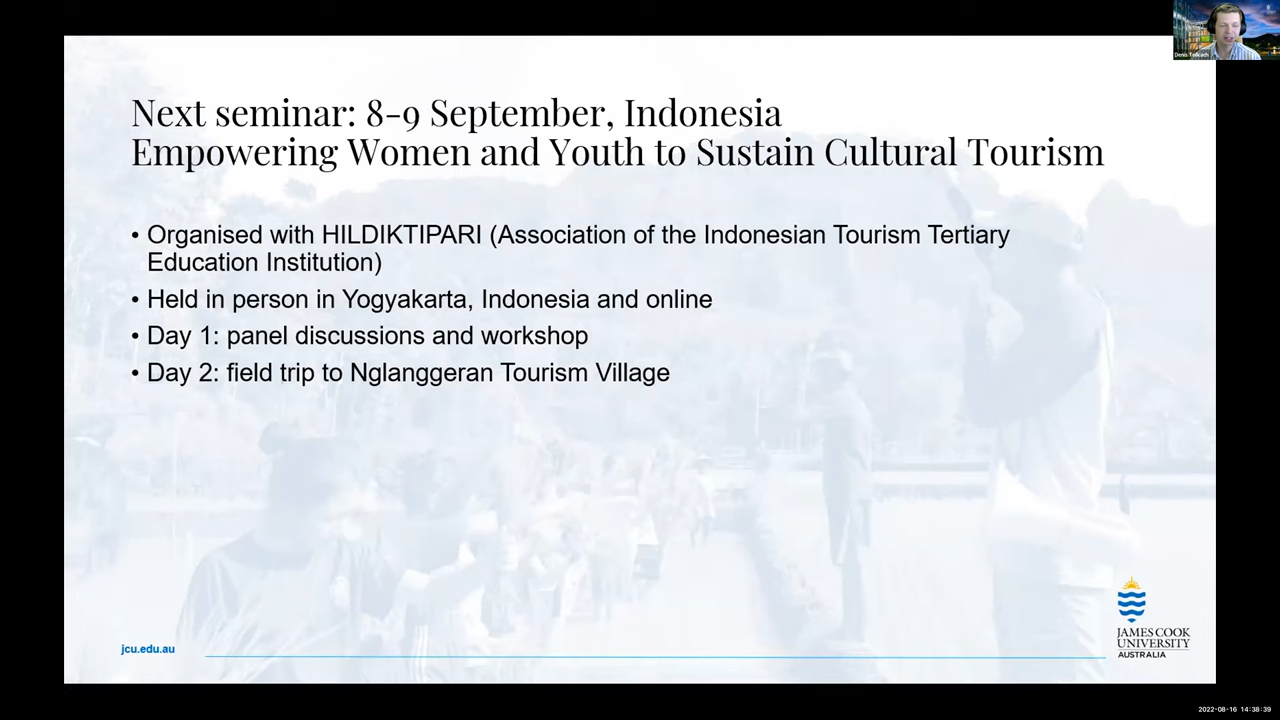 Next seminar: 8-9 September, Indonesia
Empowering Women and Youth to Sustain Cultural Tourism
• Organised with HILDIKTIPARI (Association of the Indonesian Tourism Tertiary
Education Institution)
• Held in person in Yogyakarta, Indonesia and online
• Day 1: panel discussions and workshop
• Day 2: field trip to Nglanggeran Tourism Village
jcu.edu.au
JAMES COOK
UNIVERSITY
AUSTRALIA
2022-08-16 14:38:39